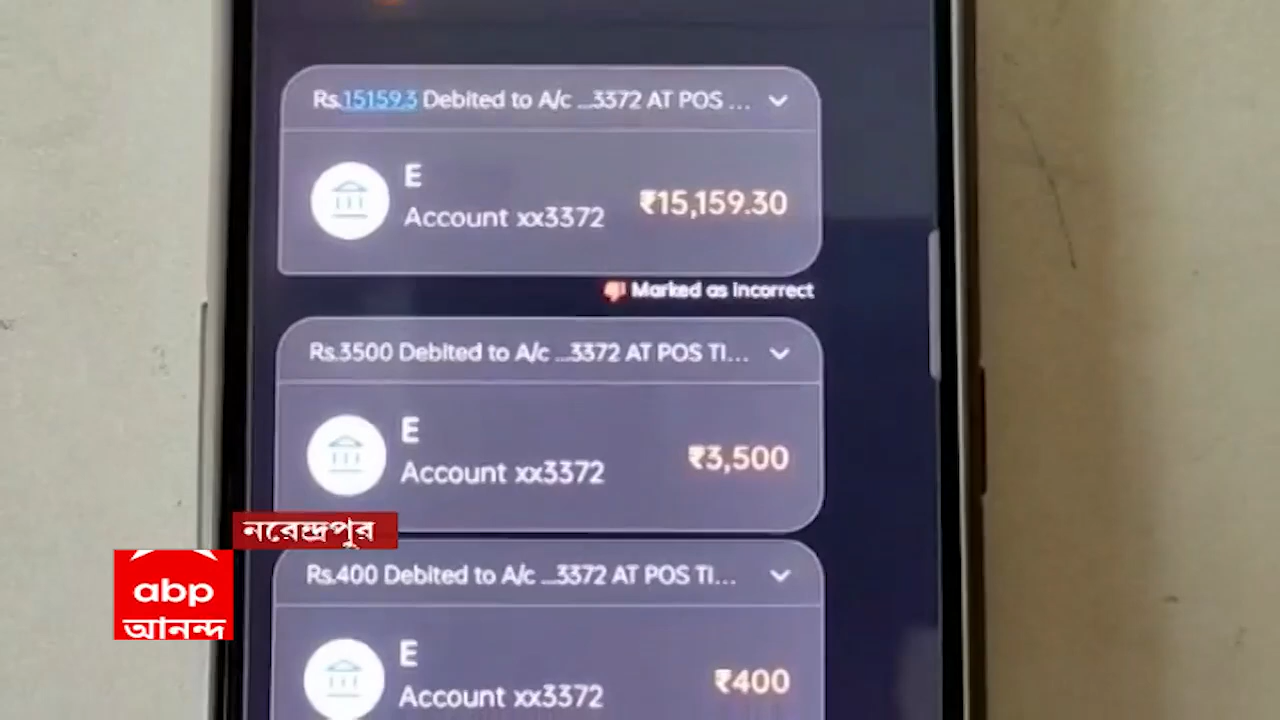 Rs.15159.3 Debited to A/c ...3372 AT POS ...
E
Account xx3372
₹15,159.30
Marked as Incorrect
Rs.3500 Debited to A/c ...3372 AT POS TI...
E
Account xx3372
₹3,500
নরেন্দ্রপুর
Rs.400 Debited to A/c ...3372 AT POS TI...
abp
আনন্দ
E
Account xx3372
₹400